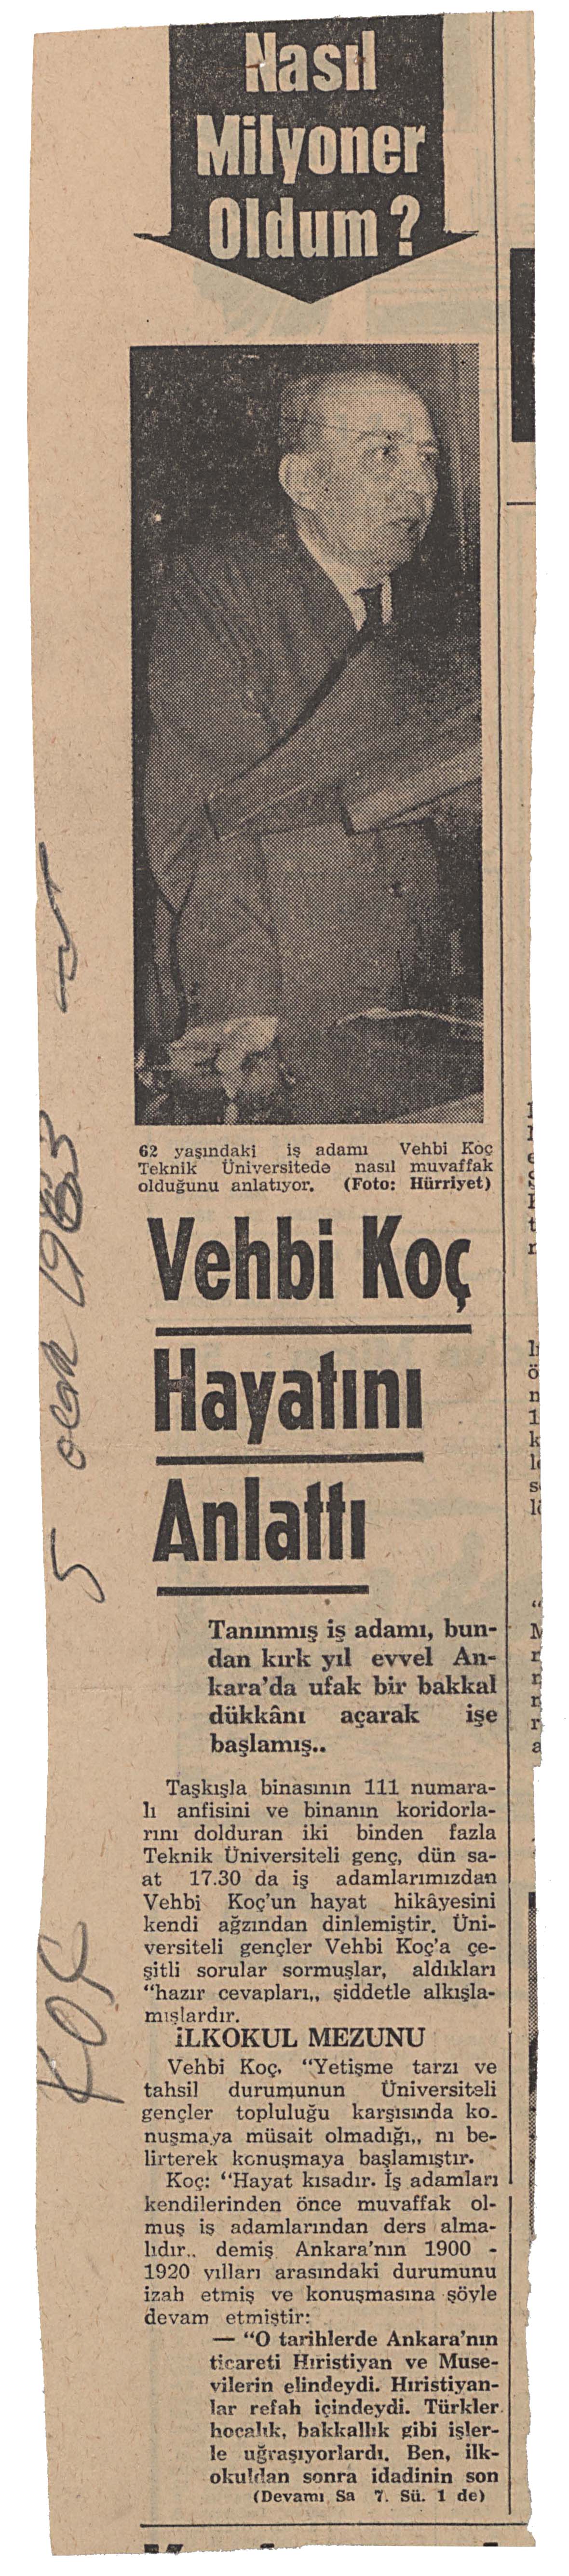 Nasıl
Milyoner
Oldum?
62 yaşındaki iş adamı Vehbi Koç
Teknik Üniversitede nasıl muvaffak
olduğunu anlatıyor. (Foto: Hürriyet)
Vehbi Koç
Hayatını
Anlattı
Tanınmış iş adamı, bun-
dan kırk yıl evvel An-
kara'da ufak bir bakkal
dükkânı açarak işe
başlamış..
Taşkışla binasının 111 numara-
lı anfisini ve binanın koridorla-
rını dolduran iki binden fazla
Teknik Üniversiteli genç, dün sa-
at 17.30 da iş adamlarımızdan
Vehbi Koç'un hayat hikâyesini
kendi ağzından dinlemiştir. Üni-
versiteli gençler Vehbi Koç'a çe-
şitli sorular sormuşlar, aldıkları
“hazır cevapları,, şiddetle alkışla-
mışlardır.
İLKOKUL MEZUNU
Vehbi Koç, “Yetişme tarzı ve
tahsil durumunun Üniversiteli
gençler topluluğu karşısında ko-
nuşmaya müsait olmadığı,, nı be-
lirterek konuşmaya başlamıştır.
Koç: “Hayat kısadır. İş adamları
kendilerinden önce muvaffak ol-
muş iş adamlarından ders alma-
lıdır.. demiş Ankara'nın 1900 -
1920 yılları arasındaki durumunu
izah etmiş ve konuşmasına şöyle
devam etmiştir:
— “O tarihlerde Ankara'nın
ticareti Hıristiyan ve Muse-
vilerin elindeydi. Hıristiyan-
lar refah içindeydi. Türkler
hocalık, bakkallık gibi işler-
le uğraşıyorlardı. Ben, ilk-
okuldan sonra idadinin son
(Devamı Sa 7. Sü. 1 de)
5 ocak 1963
KOÇ